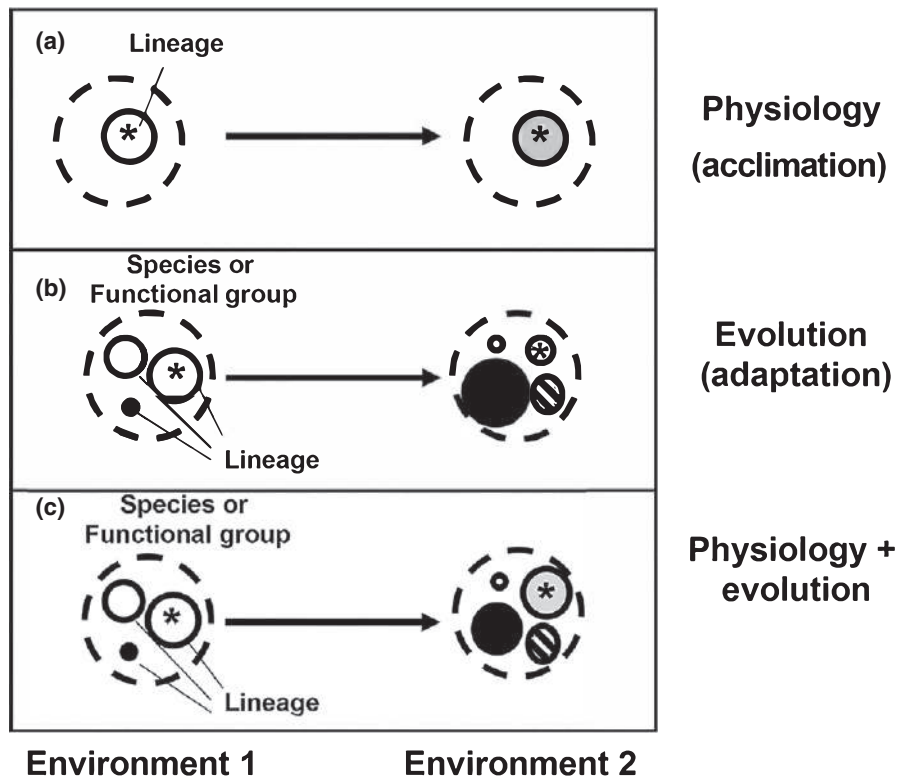 (a)
Lineage
*
*
Physiology
(acclimation)
Species or
(b)
Functional group
*
*
Lineage
Evolution
(adaptation)
(c)
Species or
Functional group
*
*
Lineage
Physiology +
evolution
Environment 1
Environment 2